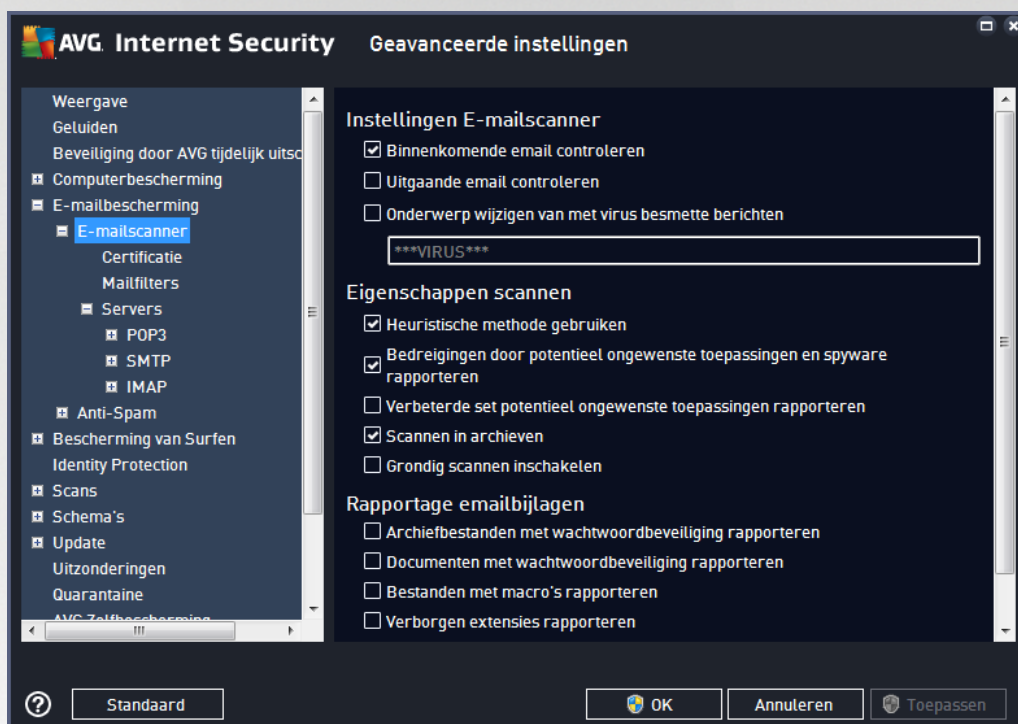 AVG. Internet Security
Geavanceerde instellingen
Weergave
Geluiden
Beveiliging door AVG tijdelijk uitsc
Computerbescherming
E-mailbescherming
E-mailscanner
Certificatie
Mailfilters
Servers
POP3
SMTP
IMAP
Anti-Spam
Bescherming van Surfen
Identity Protection
Scans
Schema's
Update
Uitzonderingen
Quarantaine
AVG Zelfbescherming
Instellingen E-mailscanner
Binnenkomende email controleren
Uitgaande email controleren
Onderwerp wijzigen van met virus besmette berichten
***VIRUS***
Eigenschappen scannen
Heuristische methode gebruiken
Bedreigingen door potentieel ongewenste toepassingen en spyware
rapporteren
Verbeterde set potentieel ongewenste toepassingen rapporteren
Scannen in archieven
Grondig scannen inschakelen
Rapportage emailbijlagen
Archiefbestanden met wachtwoordbeveiliging rapporteren
Documenten met wachtwoordbeveiliging rapporteren
Bestanden met macro's rapporteren
Verborgen extensies rapporteren
Standaard
OK
Annuleren
Toepassen